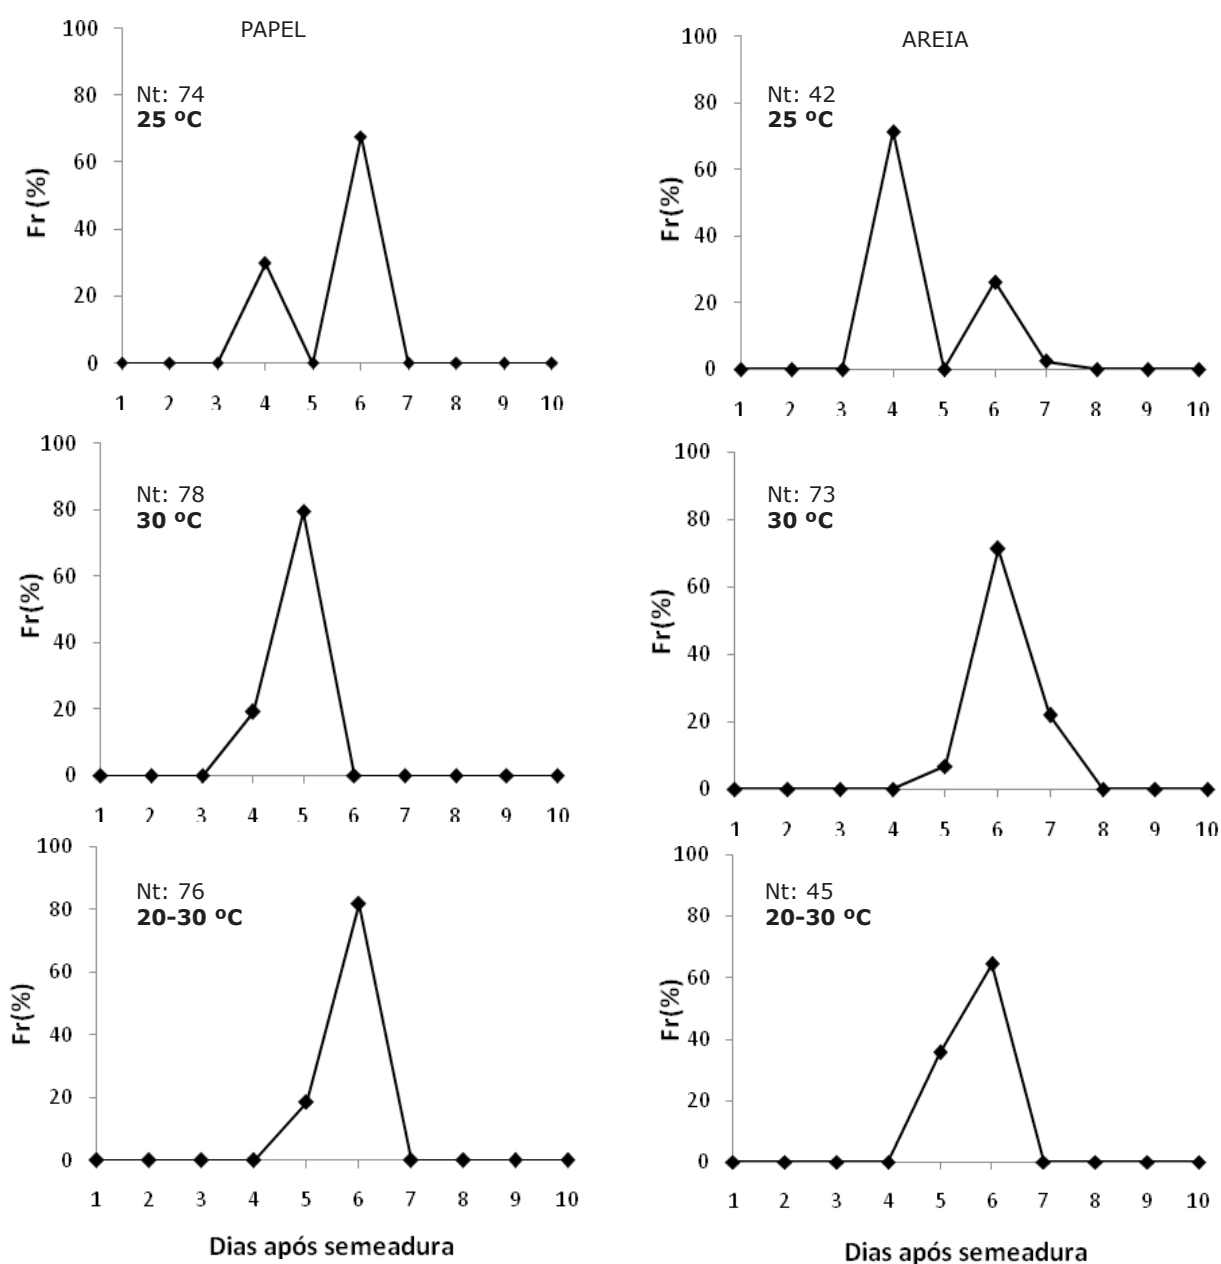 PAPEL
Nt: 74
25 ºC
Fr (%)
100
80
60
40
20
0
1 2 3 4 5 6 7 8 9 10
AREIA
Nt: 42
25 ºC
Fr(%)
100
80
60
40
20
0
1 2 3 4 5 6 7 8 9 10
Nt: 78
30 ºC
Fr(%)
100
80
60
40
20
0
1 2 3 4 5 6 7 8 9 10
Nt: 73
30 ºC
Fr(%)
100
80
60
40
20
0
1 2 3 4 5 6 7 8 9 10
Nt: 76
20-30 ºC
Fr(%)
100
80
60
40
20
0
1 2 3 4 5 6 7 8 9 10
Dias após semeadura
Nt: 45
20-30 ºC
Fr(%)
100
80
60
40
20
0
1 2 3 4 5 6 7 8 9 10
Dias após semeadura